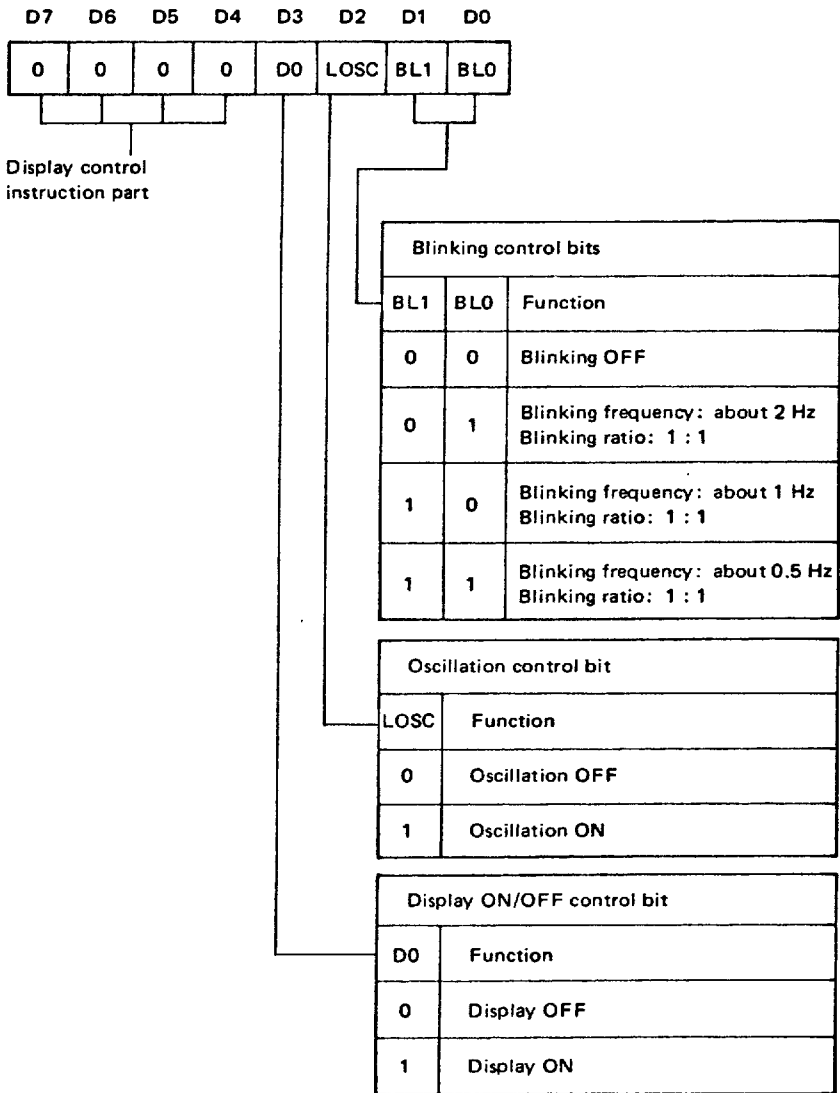 D7 D6 D5 D4 D3 D2 D1 D0
0 0 0 0 D0 LOSC BL1 BL0
Display control
instruction part
Blinking control bits
BL1 BL0 Function
0 0 Blinking OFF
0 1 Blinking frequency: about 2 Hz
Blinking ratio: 1 : 1
1 0 Blinking frequency: about 1 Hz
Blinking ratio: 1 : 1
1 1 Blinking frequency: about 0.5 Hz
Blinking ratio: 1 : 1
Oscillation control bit
LOSC Function
0 Oscillation OFF
1 Oscillation ON
Display ON/OFF control bit
D0 Function
0 Display OFF
1 Display ON